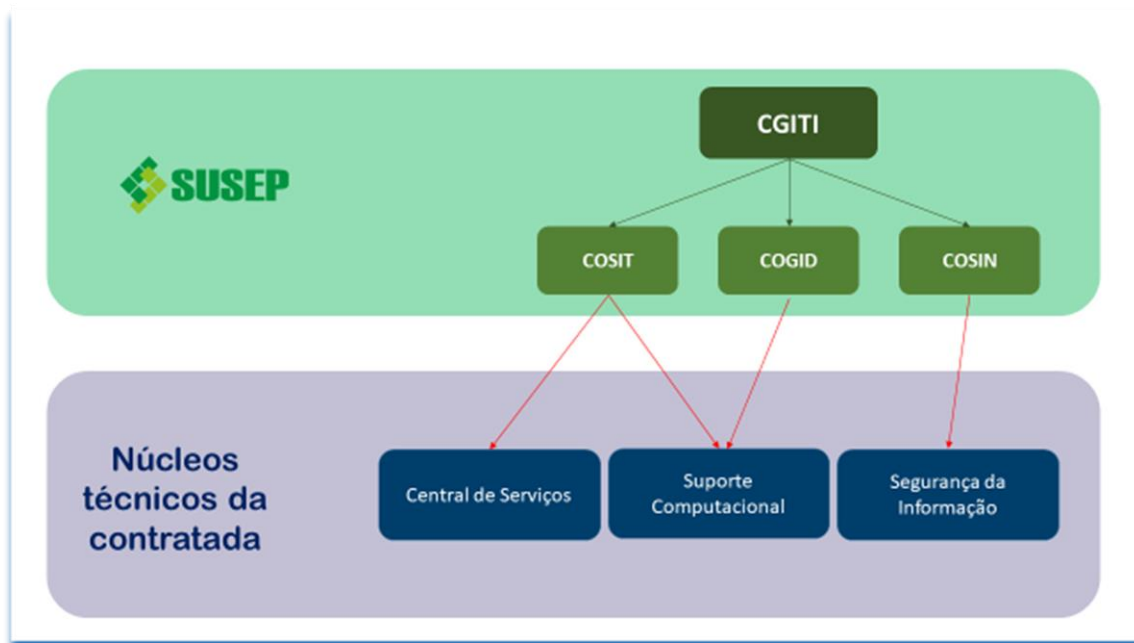 CGITI
SUSEP
COSIT
COGID
COSIN
Núcleos
técnicos da
contratada
Central de Serviços
Suporte
Computacional
Segurança da
Informação